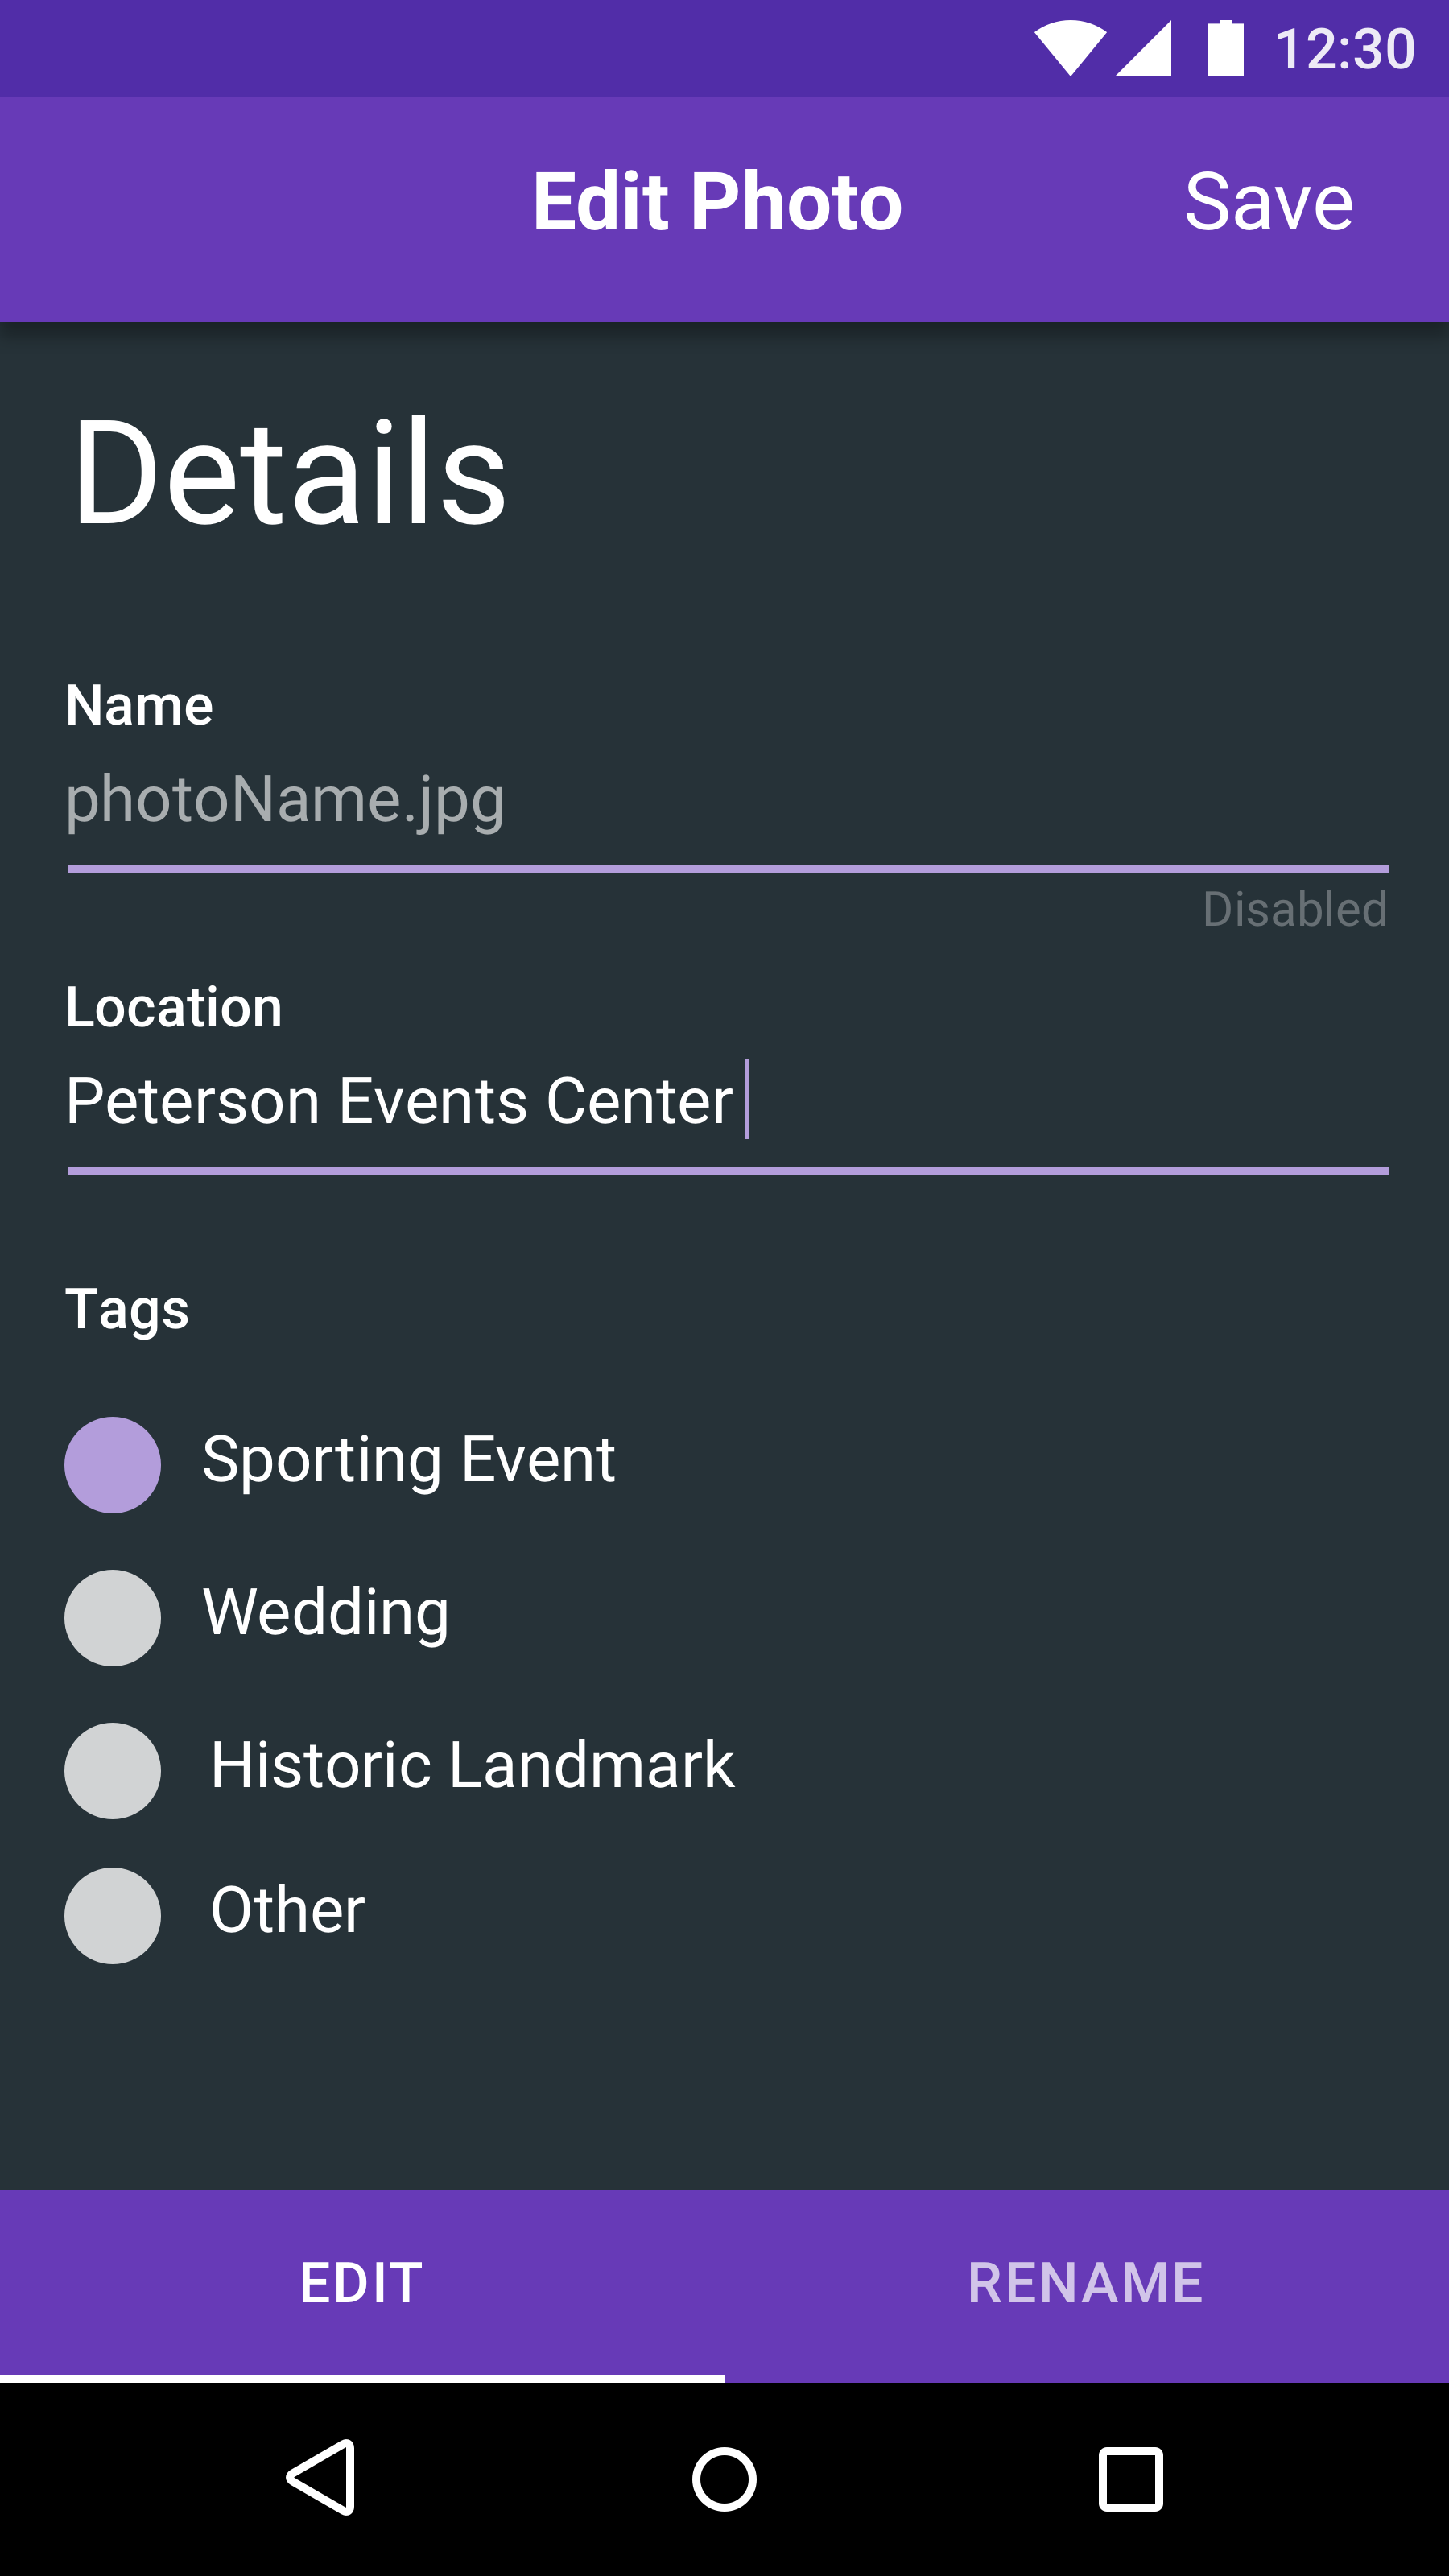 12:30
Edit Photo Save
Details
Name
photoName.jpg
Disabled
Location
Peterson Events Center
Tags
Sporting Event
Wedding
Historic Landmark
Other
EDIT RENAME